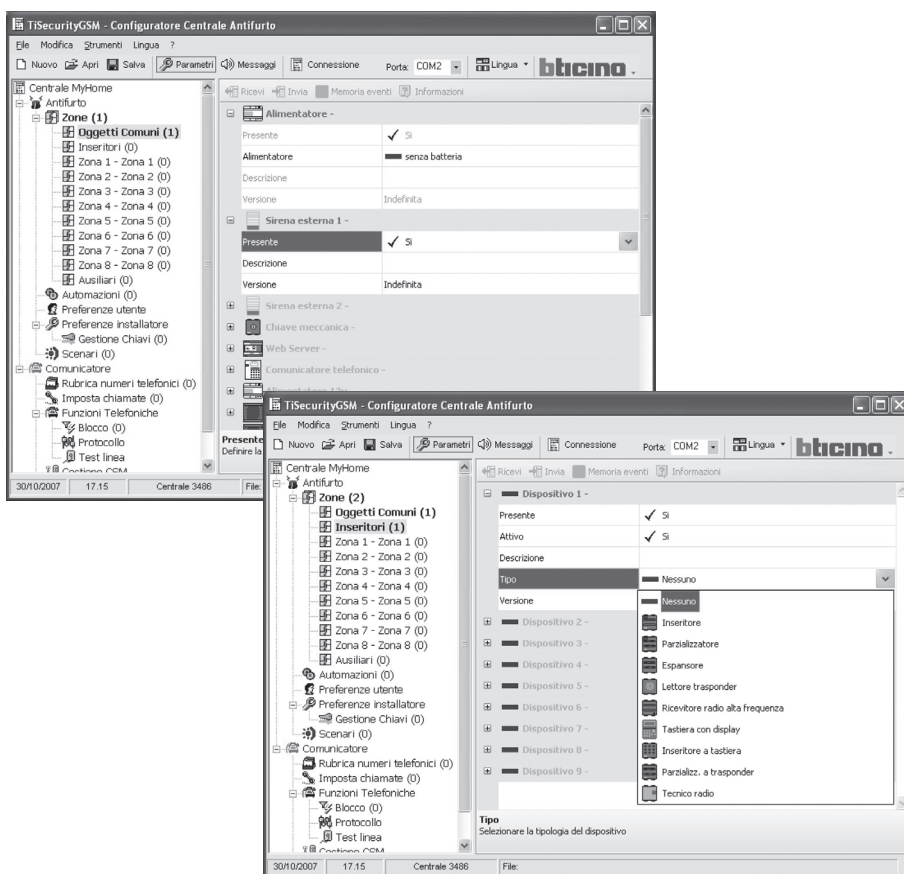 TiSecurityGSM - Configuratore Centrale Antifurto
File Modifica Strumenti Lingua ?
Nuovo Apri Salva Parametri Messaggi Connessione Porta: COM2 Lingua bticino
Centrale MyHome
Antifurto
Zone (1)
Oggetti Comuni (1)
Inseritori (0)
Zona 1 - Zona 1 (0)
Zona 2 - Zona 2 (0)
Zona 3 - Zona 3 (0)
Zona 4 - Zona 4 (0)
Zona 5 - Zona 5 (0)
Zona 6 - Zona 6 (0)
Zona 7 - Zona 7 (0)
Zona 8 - Zona 8 (0)
Ausiliari (0)
Automazioni (0)
Preferenze utente
Preferenze installatore
Gestione Chiavi (0)
Scenari (0)
Comunicatore
Rubrica numeri telefonici (0)
Imposta chiamate (0)
Funzioni Telefoniche
Blocco (0)
Protocollo
Test linea
Gestione GSM
Ricevi Invia Memoria eventi Informazioni
Alimentatore -
Presente Si
Alimentatore senza batteria
Descrizione
Versione Indefinita
Sirena esterna 1 -
Presente Si
Descrizione
Versione Indefinita
Sirena esterna 2 -
Chiave meccanica -
Web Server -
Comunicatore telefonico -
Alimentatore 12v -
Presente
Definire la
30/10/2007 17.15 Centrale 3486 File:
TiSecurityGSM - Configuratore Centrale Antifurto
File Modifica Strumenti Lingua ?
Nuovo Apri Salva Parametri Messaggi Connessione Porta: COM2 Lingua bticino
Centrale MyHome
Antifurto
Zone (2)
Oggetti Comuni (1)
Inseritori (1)
Zona 1 - Zona 1 (0)
Zona 2 - Zona 2 (0)
Zona 3 - Zona 3 (0)
Zona 4 - Zona 4 (0)
Zona 5 - Zona 5 (0)
Zona 6 - Zona 6 (0)
Zona 7 - Zona 7 (0)
Zona 8 - Zona 8 (0)
Ausiliari (0)
Automazioni (0)
Preferenze utente
Preferenze installatore
Gestione Chiavi (0)
Scenari (0)
Comunicatore
Rubrica numeri telefonici (0)
Imposta chiamate (0)
Funzioni Telefoniche
Blocco (0)
Protocollo
Test linea
Gestione GSM
Ricevi Invia Memoria eventi Informazioni
Dispositivo 1 -
Presente Si
Attivo Si
Descrizione
Tipo Nessuno
Versione
Nessuno
Inseritore
Parzializzatore
Espansore
Lettore trasponder
Ricevitore radio alta frequenza
Tastiera con display
Inseritore a tastiera
Parzializz. a trasponder
Tecnico radio
Dispositivo 2 -
Dispositivo 3 -
Dispositivo 4 -
Dispositivo 5 -
Dispositivo 6 -
Dispositivo 7 -
Dispositivo 8 -
Dispositivo 9 -
Tipo
Selezionare la tipologia del dispositivo
30/10/2007 17.15 Centrale 3486 File: